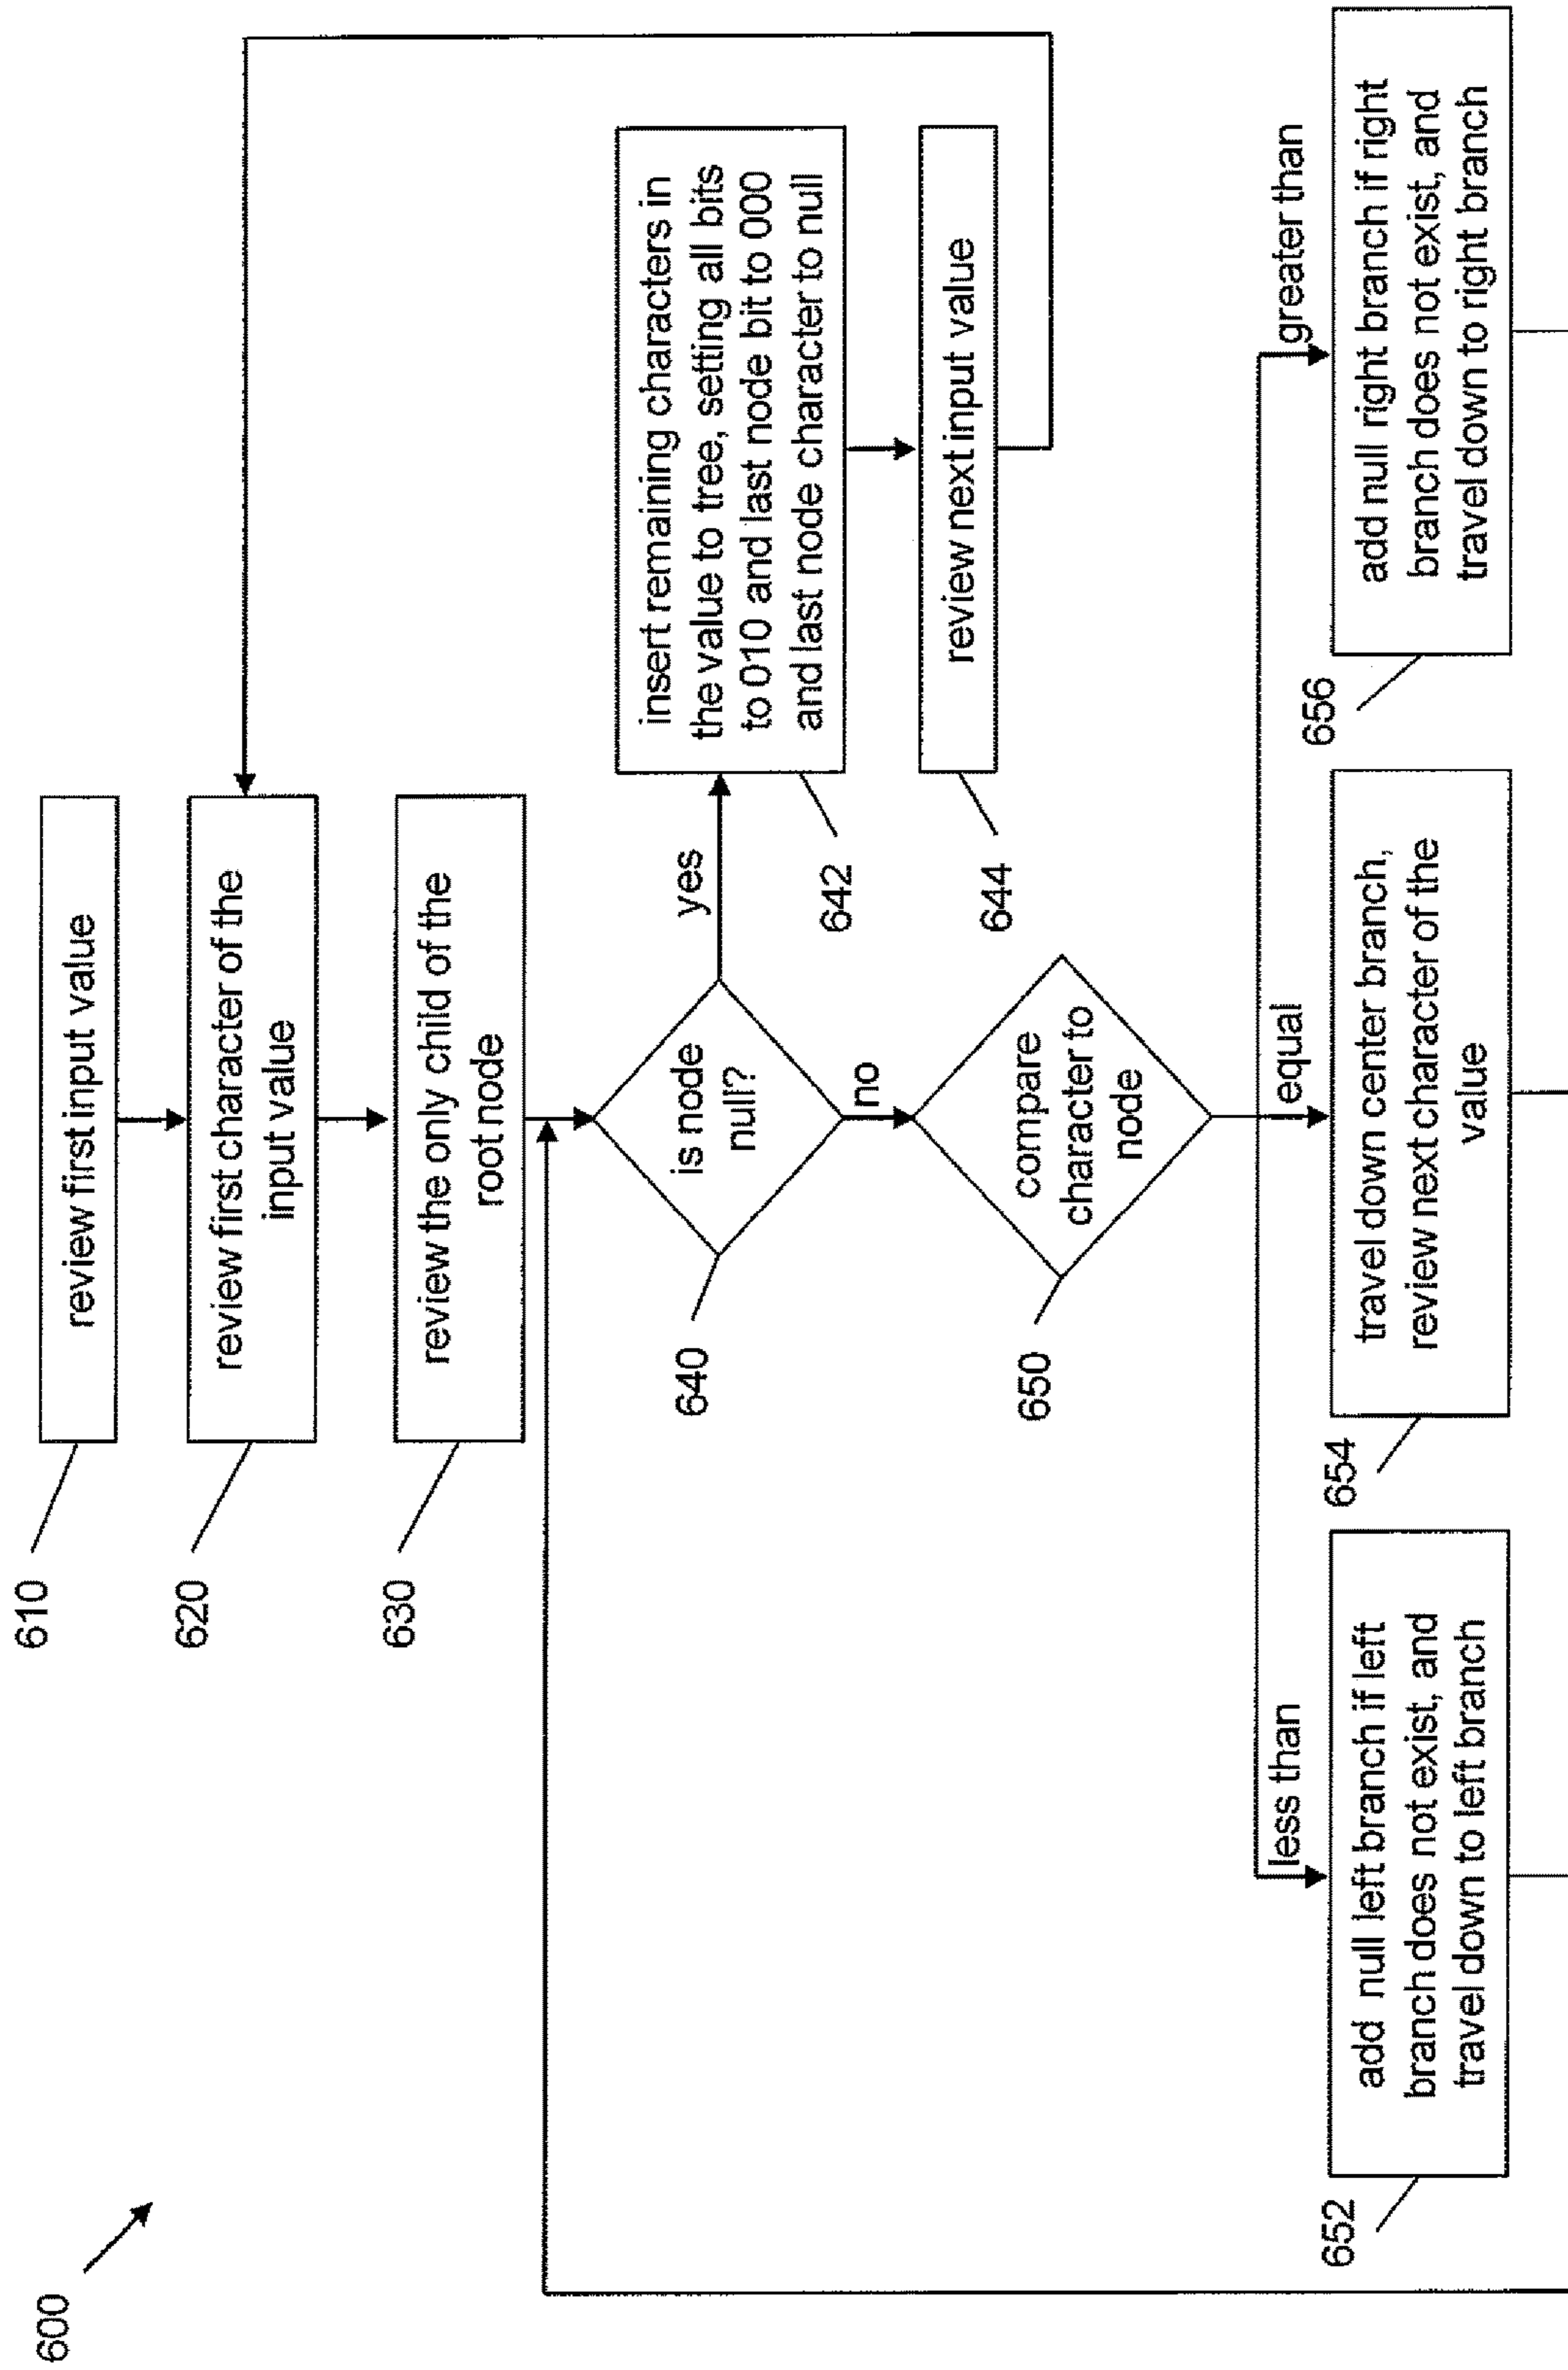 600
610
review first input value
620
review first character of the
input value
630
review the only child of the
root node
640
is node
null?
yes
no
642
insert remaining characters in
the value to tree, setting all bits
to 010 and last node bit to 000
and last node character to null
644
review next input value
650
compare
character to
node
less than
equal
greater than
652
add null left branch if left
branch does not exist, and
travel down to left branch
654
travel down center branch,
review next character of the
value
656
add null right branch if right
branch does not exist, and
travel down to right branch